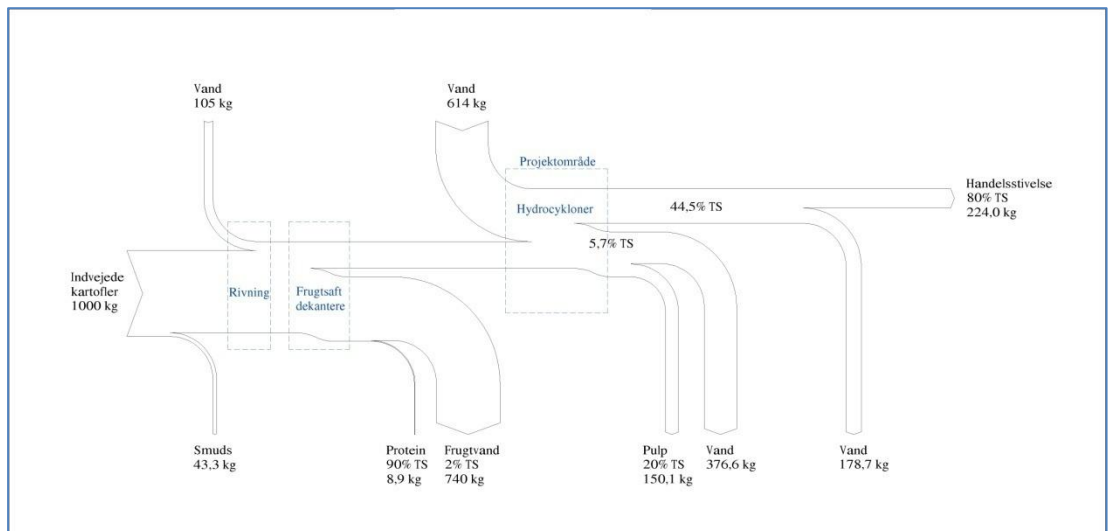 Vand
105 kg
Vand
614 kg
Projektområde
Handelsstivelse
80% TS
224,0 kg
Hydrocykloner
44,5% TS
5,7% TS
Indvejede
kartofler
1000 kg
Rivning
Frugtsaft
dekantere
Smuds
43,3 kg
Protein
90% TS
8,9 kg
Frugtvand
2% TS
740 kg
Pulp
20% TS
150,1 kg
Vand
376,6 kg
Vand
178,7 kg